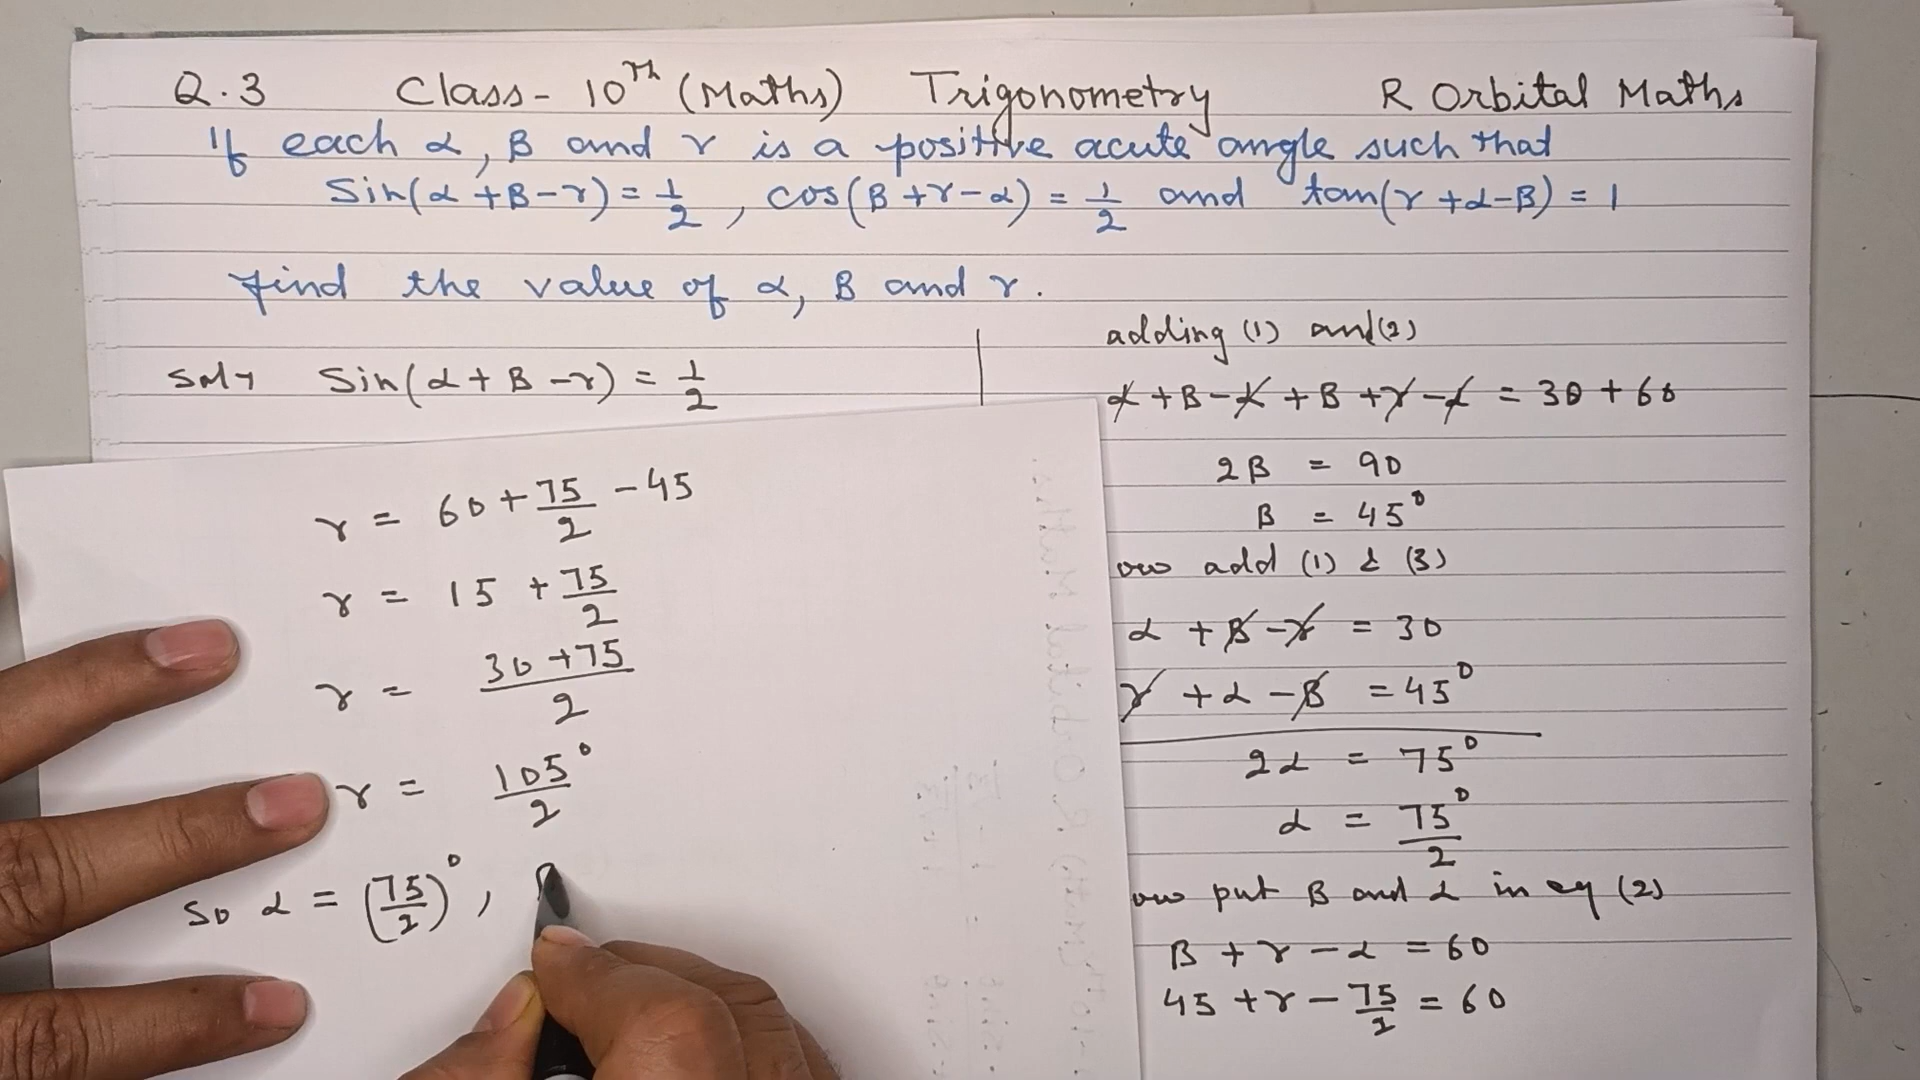 Q.3 Class- 10th (Maths) Trigonometry R Orbital Maths
If each α, β and γ is a positive acute angle such that
Sin(α +β-γ) = 1/2 , cos(β+γ-α) = 1/2 and tan(γ +α-β) = 1
find the value of α, β and γ.
Soln Sin(α+β-γ) = 1/2
adding (1) and (2)
α+β-γ+β+γ-α = 30+60
2β = 90
β = 45°
ow add (1) & (3)
α +β-γ = 30
γ +α-β = 45°
2α = 75°
α = 75°/2
ow put β and α in eq (2)
β+γ-α = 60
45+γ-75/2 = 60
γ = 60+75/2-45
γ = 15+75/2
γ = 30+75/2
γ = 105°/2
So α = (75/2)°,